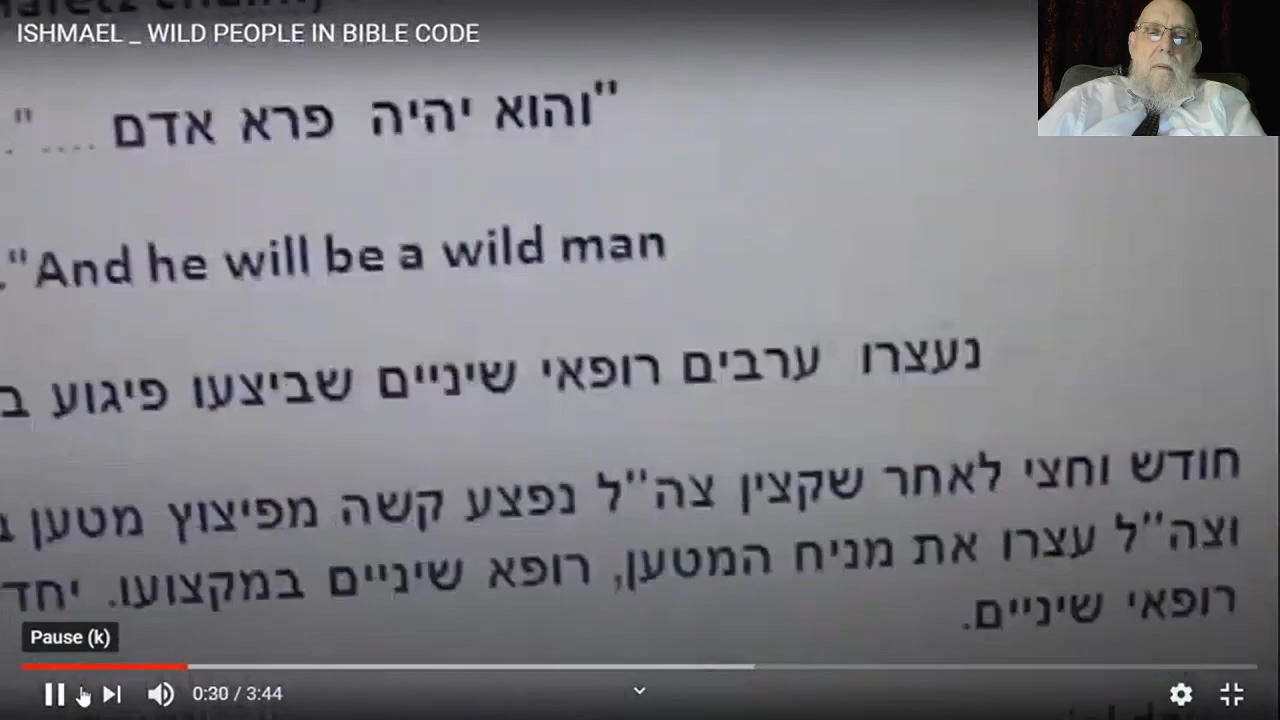 ISHMAEL _ WILD PEOPLE IN BIBLE CODE
"והוא יהיה פרא אדם .... ".
."And he will be a wild man
נעצרו ערבים רופאי שיניים שביצעו פיגוע ב
חודש וחצי לאחר שקצין צה''ל נפצע קשה מפיצוץ מטען
וצה''ל עצרו את מניח המטען, רופא שיניים במקצועו. יחד
רופאי שיניים.
Pause (k)
0:30 / 3:44